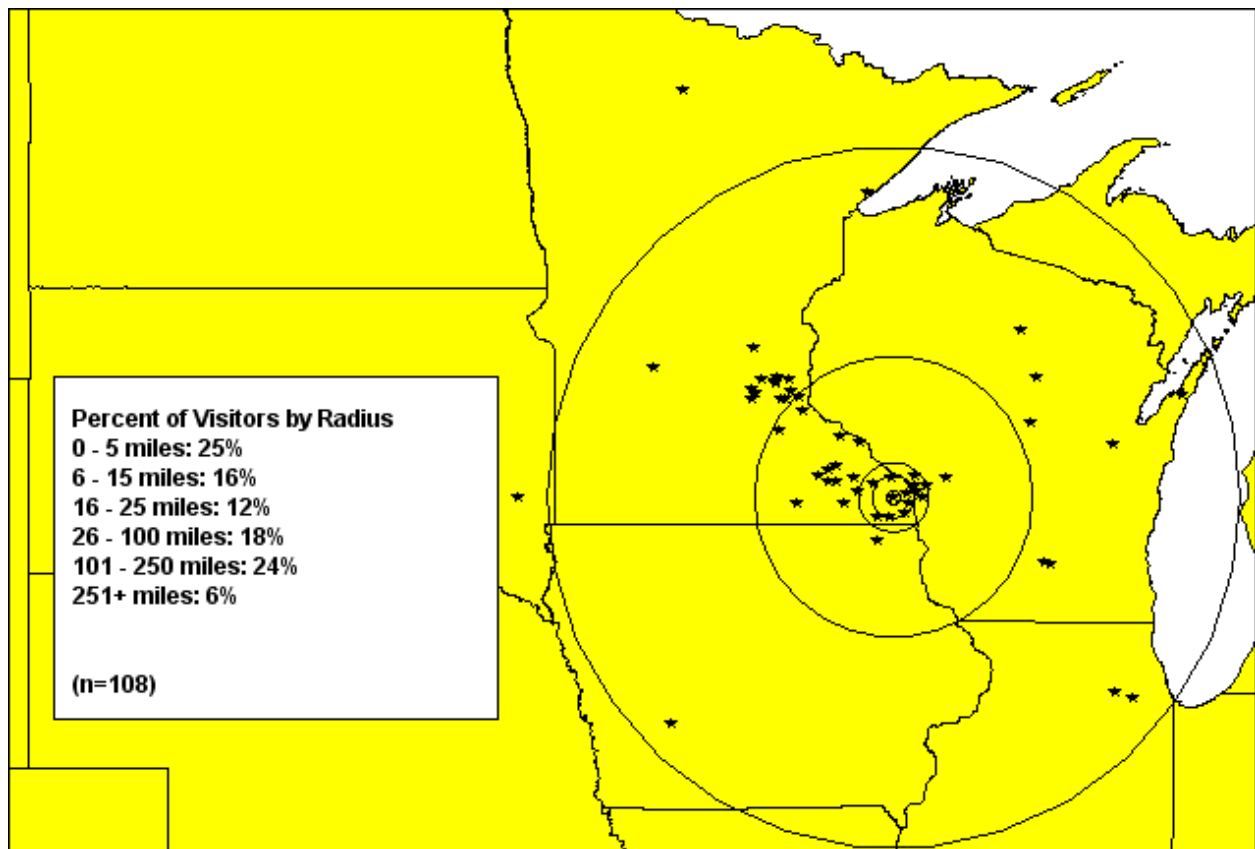 Percent of Visitors by Radius
0 - 5 miles: 25%
6 - 15 miles: 16%
16 - 25 miles: 12%
26 - 100 miles: 18%
101 - 250 miles: 24%
251+ miles: 6%
(n=108)